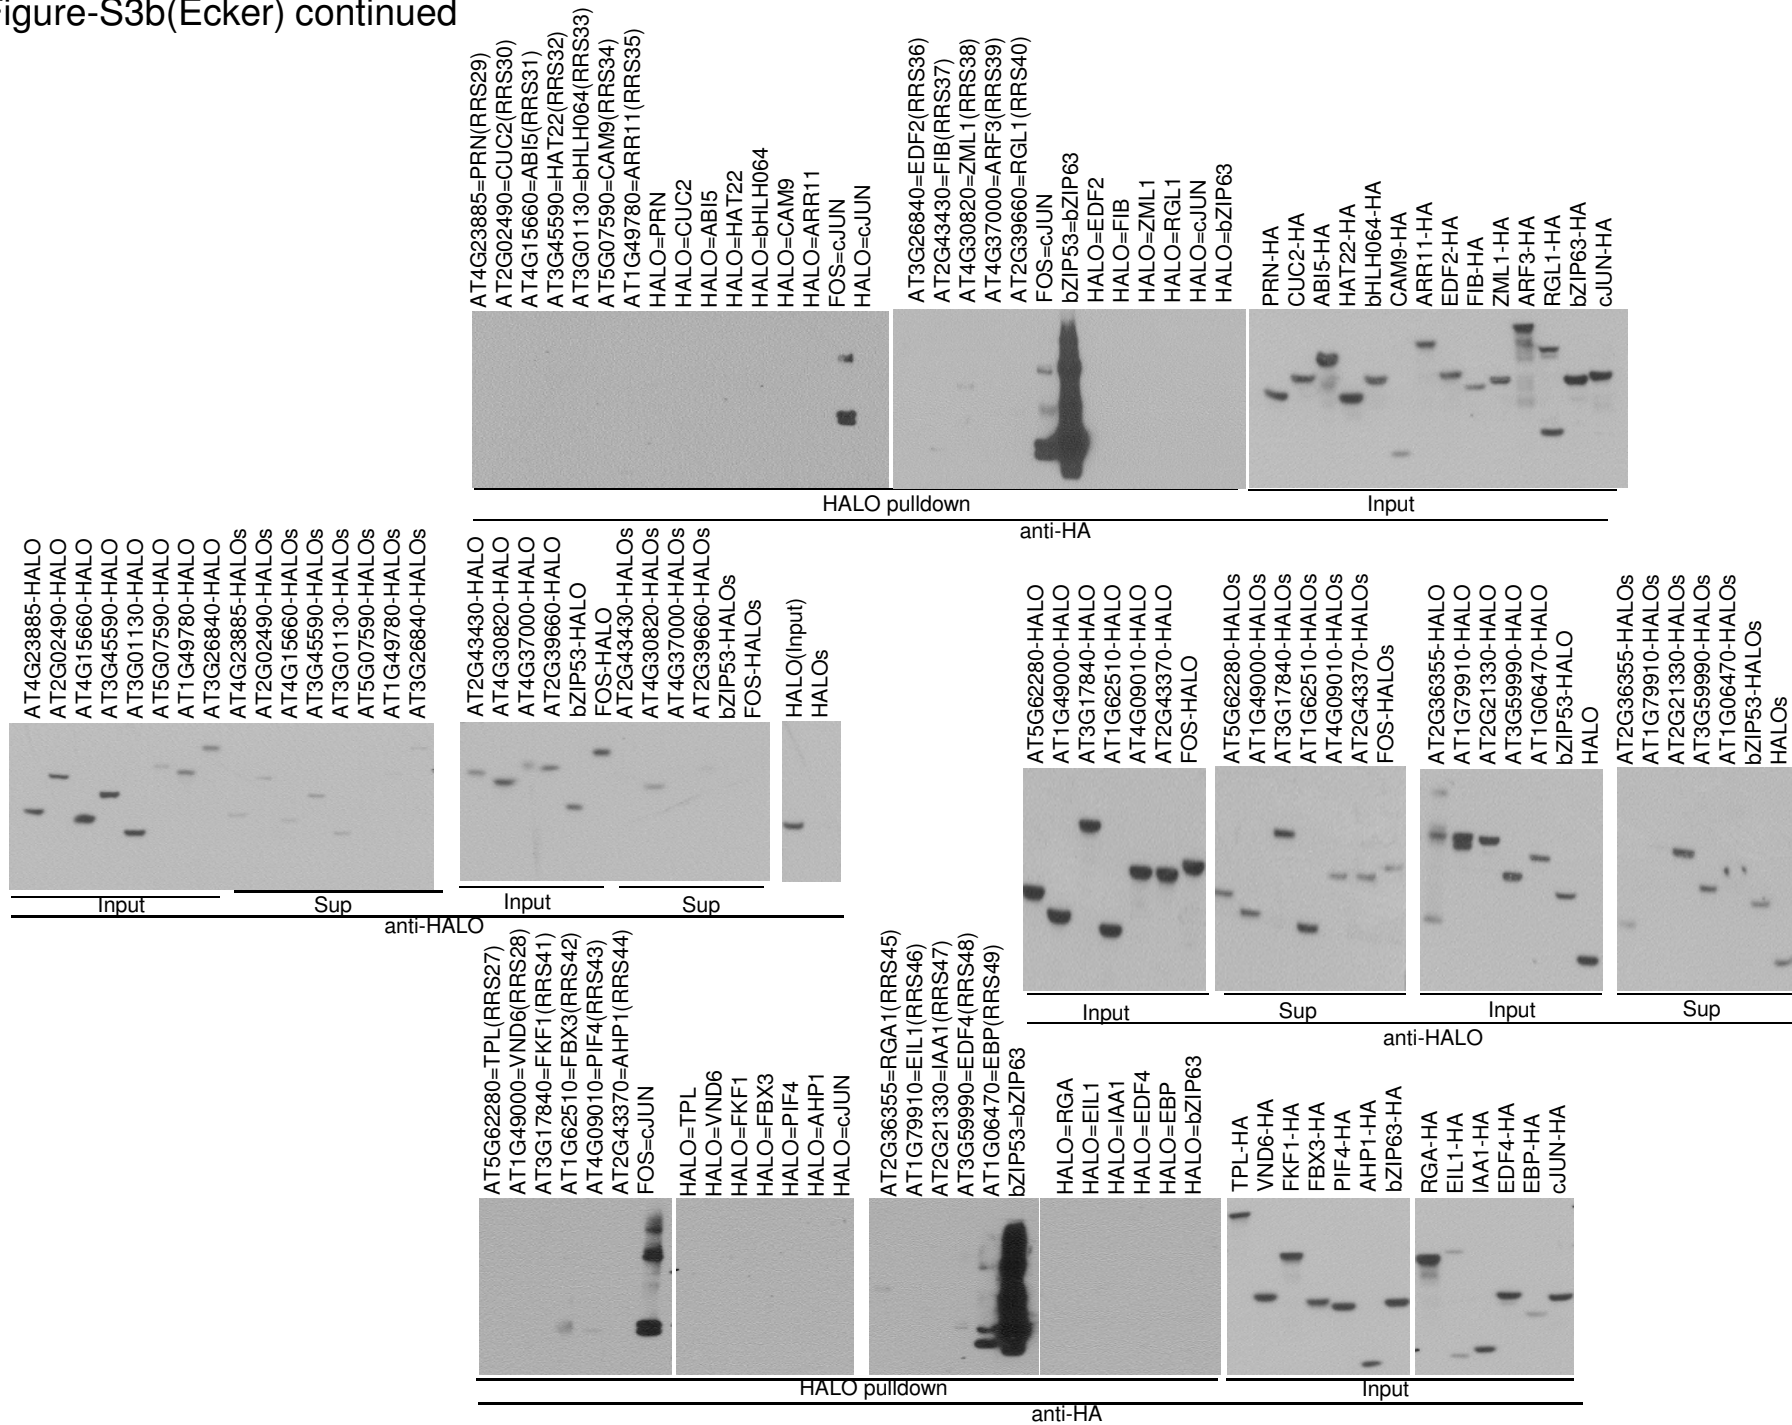 Figure-S3b(Ecker) continued
AT4G23885=PRN(RRS29)
AT2G02490=CUC2(RRS30)
AT4G15660=ABI5(RRS31)
AT3G45590=HAT22(RRS32)
AT3G01130=bHLH064(RRS33)
AT5G07590=CAM9(RRS34)
AT1G49780=ARR11(RRS35)
HALO=PRN
HALO=CUC2
HALO=ABI5
HALO=HAT22
HALO=bHLH064
HALO=CAM9
HALO=ARR11
FOS=cJUN
HALO=cJUN
AT3G26840=EDF2(RRS36)
AT2G43430=FIB(RRS37)
AT4G30820=ZML1(RRS38)
AT4G37000=ARF3(RRS39)
AT2G39660=RGL1(RRS40)
FOS=cJUN
bZIP53=bZIP63
HALO=EDF2
HALO=FIB
HALO=ZML1
HALO=RGL1
HALO=cJUN
HALO=bZIP63
PRN-HA
CUC2-HA
ABI5-HA
HAT22-HA
bHLH064-HA
CAM9-HA
ARR11-HA
EDF2-HA
FIB-HA
ZML1-HA
ARF3-HA
RGL1-HA
bZIP63-HA
cJUN-HA
HALO pulldown
Input
anti-HA
AT4G23885-HALO
AT2G02490-HALO
AT4G15660-HALO
AT3G45590-HALO
AT3G01130-HALO
AT5G07590-HALO
AT1G49780-HALO
AT3G26840-HALO
AT4G23885-HALOs
AT2G02490-HALOs
AT4G15660-HALOs
AT3G45590-HALOs
AT3G01130-HALOs
AT5G07590-HALOs
AT1G49780-HALOs
AT3G26840-HALOs
AT2G43430-HALO
AT4G30820-HALO
AT4G37000-HALO
AT2G39660-HALO
bZIP53-HALO
FOS-HALO
AT2G43430-HALOs
AT4G30820-HALOs
AT4G37000-HALOs
AT2G39660-HALOs
bZIP53-HALOs
FOS-HALOs
HALO(Input)
HALOs
Input
Sup
Input
Sup
anti-HALO
AT5G62280-HALO
AT1G49000-HALO
AT3G17840-HALO
AT1G62510-HALO
AT4G09010-HALO
AT2G43370-HALO
FOS-HALO
AT5G62280-HALOs
AT1G49000-HALOs
AT3G17840-HALOs
AT1G62510-HALOs
AT4G09010-HALOs
AT2G43370-HALOs
FOS-HALOs
AT2G36355-HALO
AT1G79910-HALO
AT2G21330-HALO
AT3G59990-HALO
AT1G06470-HALO
bZIP53-HALO
HALO
AT2G36355-HALOs
AT1G79910-HALOs
AT2G21330-HALOs
AT3G59990-HALOs
AT1G06470-HALOs
bZIP53-HALOs
HALOs
Input
Sup
Input
Sup
anti-HALO
AT5G62280=TPL(RRS27)
AT1G49000=VND6(RRS28)
AT3G17840=FKF1(RRS41)
AT1G62510=FBX3(RRS42)
AT4G09010=PIF4(RRS43)
AT2G43370=AHP1(RRS44)
FOS=cJUN
HALO=TPL
HALO=VND6
HALO=FKF1
HALO=FBX3
HALO=PIF4
HALO=AHP1
HALO=cJUN
AT2G36355=RGA1(RRS45)
AT1G79910=EIL1(RRS46)
AT2G21330=IAA1(RRS47)
AT3G59990=EDF4(RRS48)
AT1G06470=EBP(RRS49)
bZIP53=bZIP63
HALO=RGA
HALO=EIL1
HALO=IAA1
HALO=EDF4
HALO=EBP
HALO=bZIP63
TPL-HA
VND6-HA
FKF1-HA
FBX3-HA
PIF4-HA
AHP1-HA
bZIP63-HA
RGA-HA
EIL1-HA
IAA1-HA
EDF4-HA
EBP-HA
cJUN-HA
HALO pulldown
Input
anti-HA